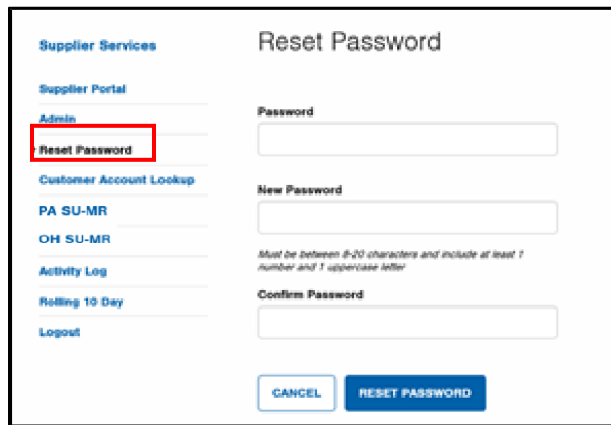 Supplier Services
Supplier Portal
Admin
Reset Password
Customer Account Lookup
PA SU-MR
OH SU-MR
Activity Log
Rolling 10 Day
Logout
Reset Password
Password
New Password
Must be between 8-20 characters and include at least 1
number and 1 uppercase letter
Confirm Password
CANCEL
RESET PASSWORD